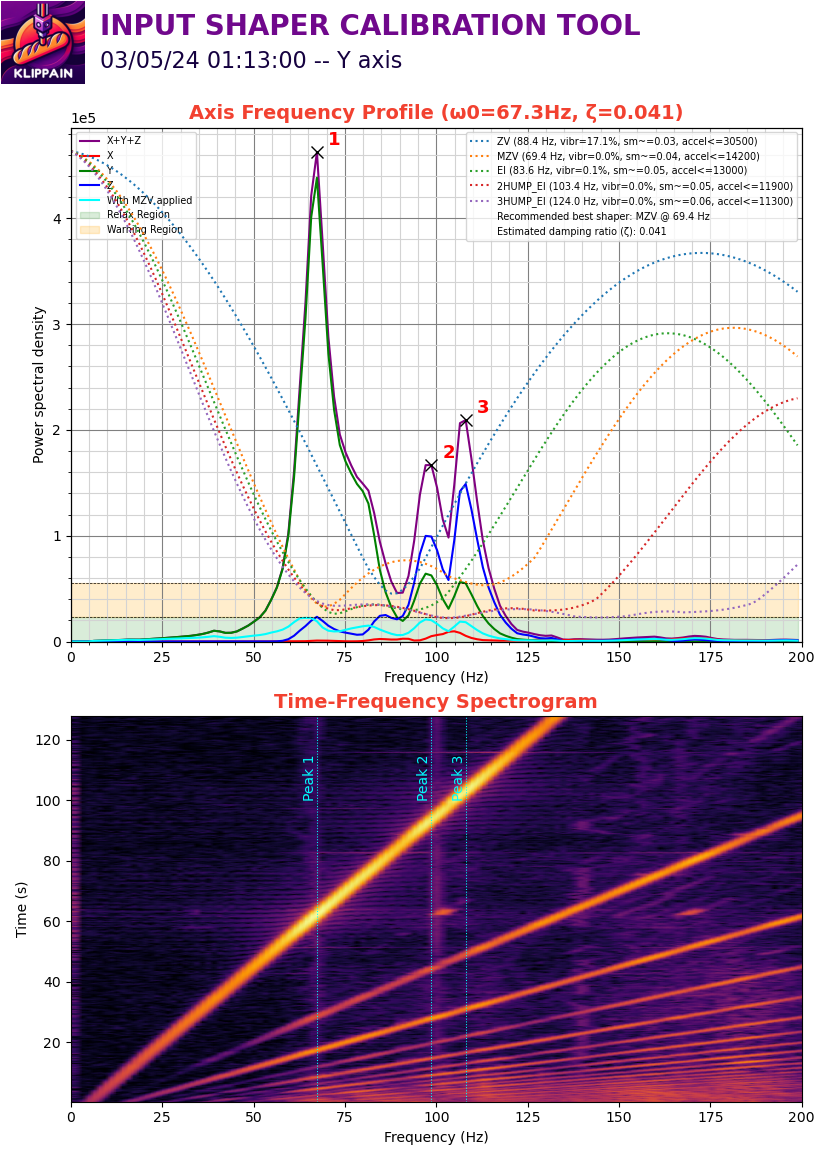 INPUT SHAPER CALIBRATION TOOL
03/05/24 01:13:00 -- Y axis
KLIPPAIN
Axis Frequency Profile (ω0=67.3Hz, ζ=0.041)
1e5
X+Y+Z
X
Y
Z
With MZV applied
Relax Region
Warning Region
ZV (88.4 Hz, vibr=17.1%, sm~=0.03, accel<=30500)
MZV (69.4 Hz, vibr=0.0%, sm~=0.04, accel<=14200)
EI (83.6 Hz, vibr=0.1%, sm~=0.05, accel<=13000)
2HUMP_EI (103.4 Hz, vibr=0.0%, sm~=0.05, accel<=11900)
3HUMP_EI (124.0 Hz, vibr=0.0%, sm~=0.06, accel<=11300)
Recommended best shaper: MZV @ 69.4 Hz
Estimated damping ratio (ζ): 0.041
1
2
3
Power spectral density
4
3
2
1
0
0 25 50 75 100 125 150 175 200
Frequency (Hz)
Time-Frequency Spectrogram
Peak 1
Peak 2
Peak 3
Time (s)
120
100
80
60
40
20
0 25 50 75 100 125 150 175 200
Frequency (Hz)